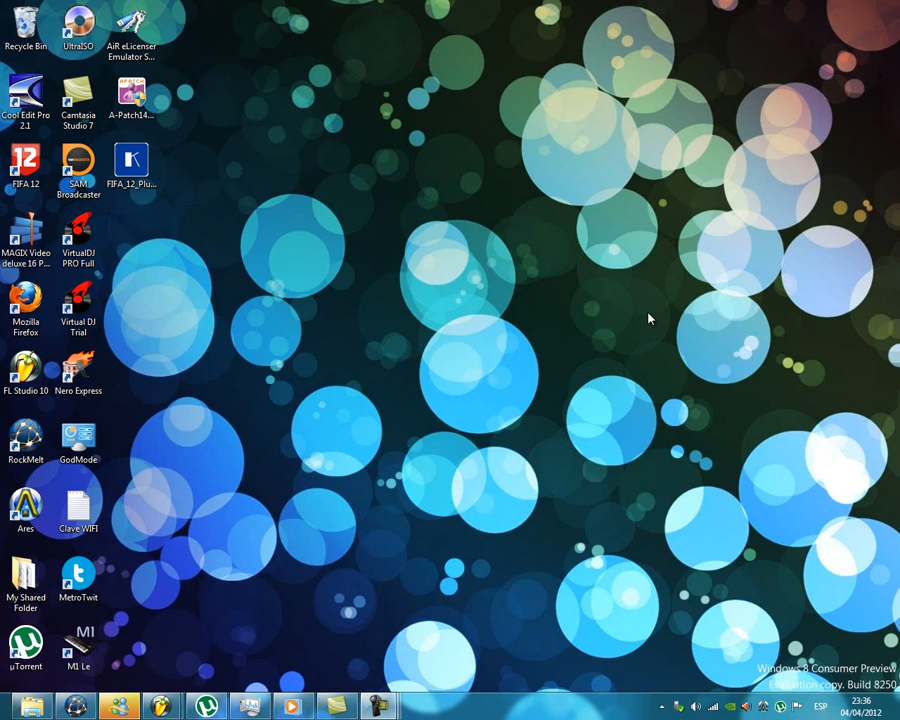 Recycle Bin
UltraISO
AiR eLicenser
Emulator S...
Cool Edit Pro
2.1
Camtasia
Studio 7
APATCH
A-Patch14...
12
FIFA 12
SAM
Broadcaster
K
FIFA_12_Plu...
MAGIX Video
deluxe 16 P...
VirtualDJ
PRO Full
Mozilla
Firefox
Virtual DJ
Trial
FL Studio 10
Nero Express
RockMelt
GodMode
Ares
Clave WIFI
My Shared
Folder
MetroTwit
M1
µTorrent
M1 Le
Windows 8 Consumer Preview
Evaluation copy. Build 8250
ESP
23:36
04/04/2012